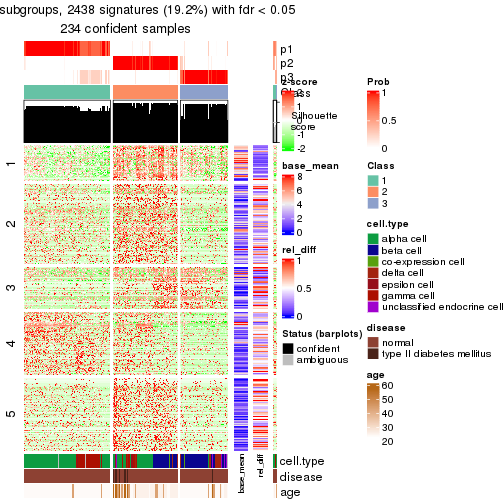 subgroups, 2438 signatures (19.2%) with fdr < 0.05
234 confident samples
p1
p2
p3
Class
Silhouette
score
1
2
3
4
5
base_mean
rel_diff
cell.type
disease
age
z-score
2
-2
base_mean
8
6
4
2
0
rel_diff
1
0.5
0
Status (barplots)
confident
ambiguous
Prob
1
0.5
0
Class
1
2
3
cell.type
alpha cell
beta cell
co-expression cell
delta cell
epsilon cell
gamma cell
unclassified endocrine cell
disease
normal
type II diabetes mellitus
age
60
50
40
30
20